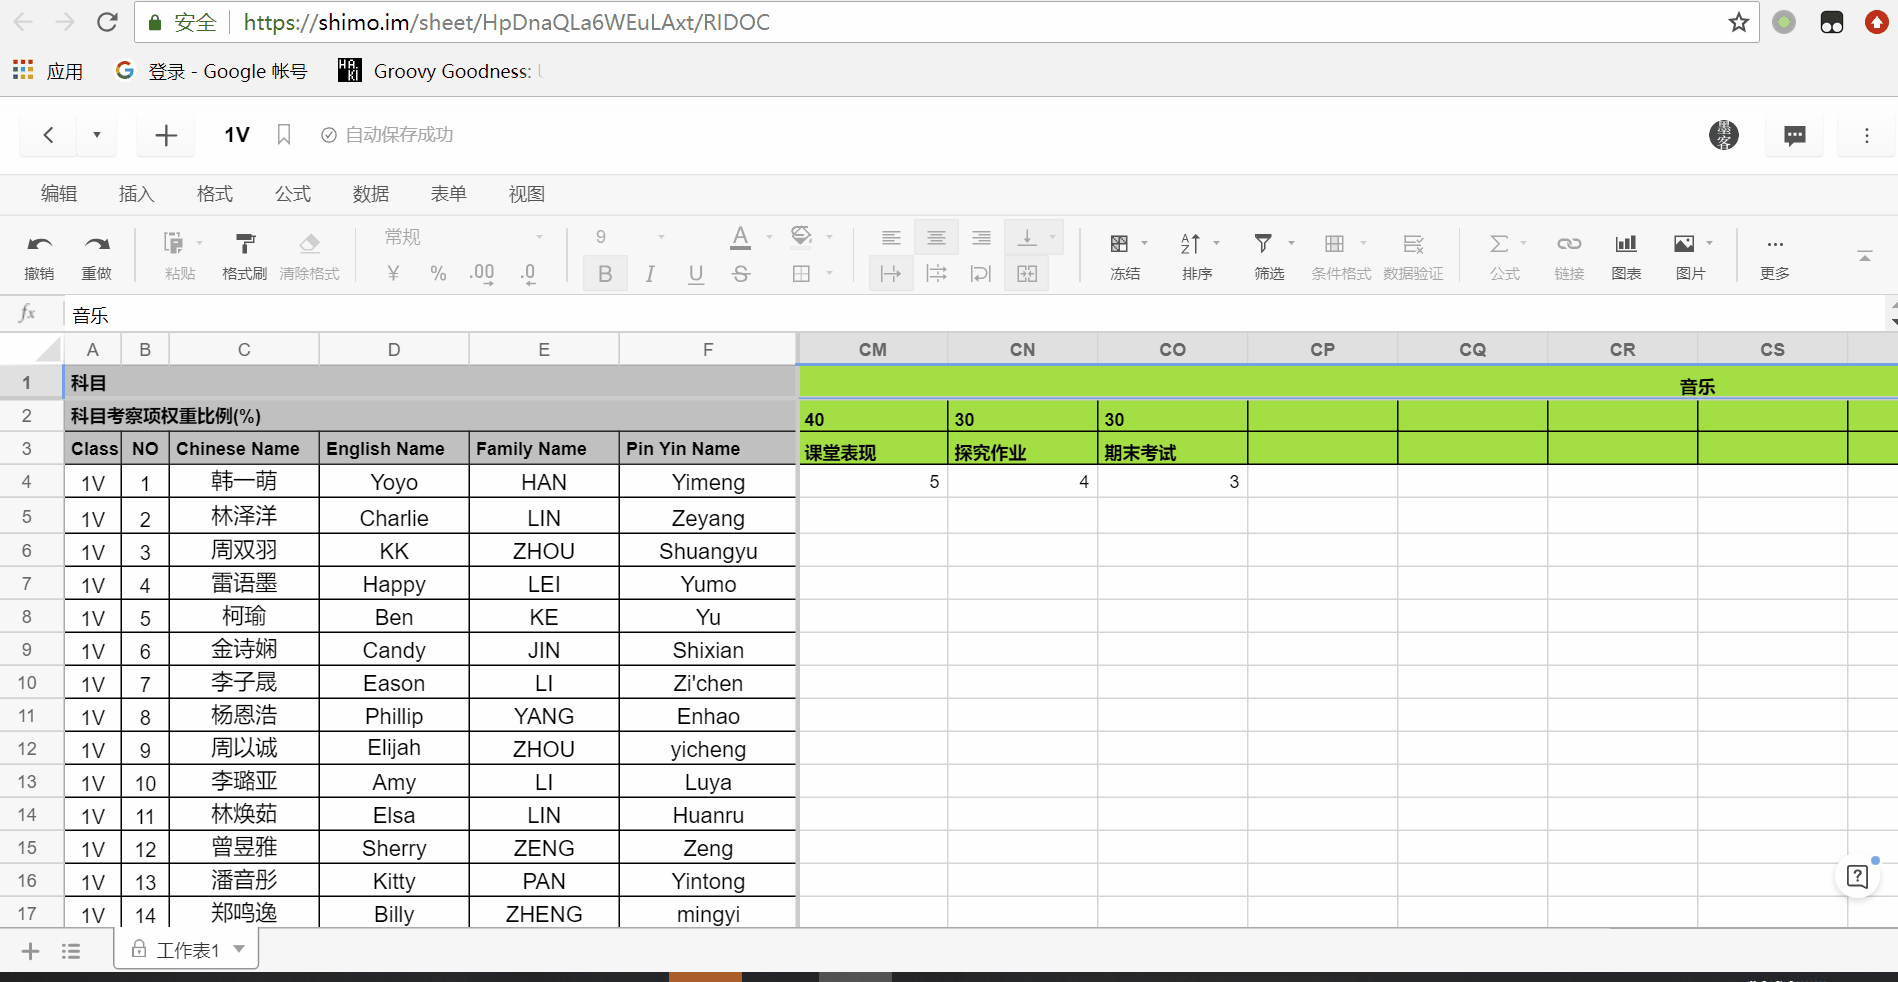 安全 https://shimo.im/sheet/HpDnaQLa6WEuLAxt/RIDOC
应用 登录 - Google 帐号 Groovy Goodness:
1V 自动保存成功 墨客
编辑 插入 格式 公式 数据 表单 视图
常规 9
撤销 重做 粘贴 格式刷 清除格式 ¥ % .00 .0 B I U S A 冻结 排序 筛选 条件格式 数据验证 公式 链接 图表 图片 更多
fx 音乐
A B C D E F CM CN CO CP CQ CR CS
1 科目 音乐
2 科目考察项权重比例(%) 40 30 30
3 Class NO Chinese Name English Name Family Name Pin Yin Name 课堂表现 探究作业 期末考试
4 1V 1 韩一萌 Yoyo HAN Yimeng 5 4 3
5 1V 2 林泽洋 Charlie LIN Zeyang
6 1V 3 周双羽 KK ZHOU Shuangyu
7 1V 4 雷语墨 Happy LEI Yumo
8 1V 5 柯瑜 Ben KE Yu
9 1V 6 金诗娴 Candy JIN Shixian
10 1V 7 李子晟 Eason LI Zi'chen
11 1V 8 杨恩浩 Phillip YANG Enhao
12 1V 9 周以诚 Elijah ZHOU yicheng
13 1V 10 李璐亚 Amy LI Luya
14 1V 11 林焕茹 Elsa LIN Huanru
15 1V 12 曾昱雅 Sherry ZENG Zeng
16 1V 13 潘音彤 Kitty PAN Yintong
17 1V 14 郑鸣逸 Billy ZHENG mingyi
工作表1